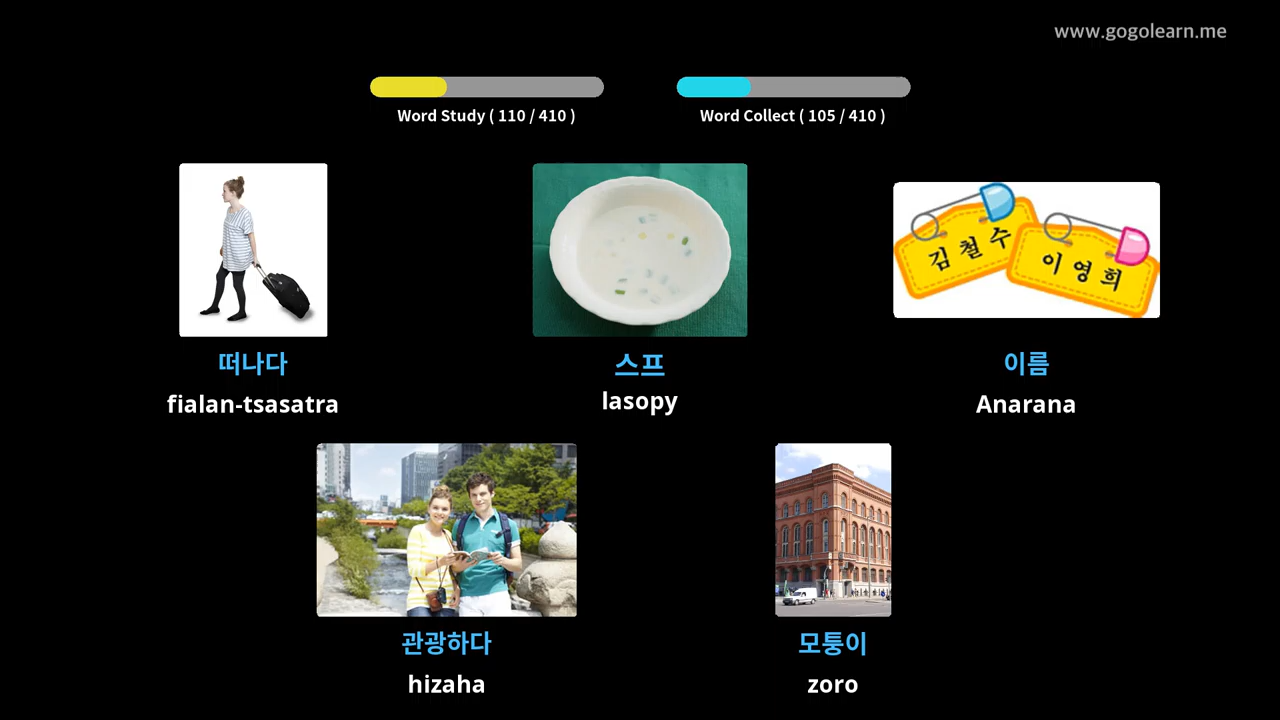 www.gogolearn.me
Word Study ( 110 / 410 )
Word Collect ( 105 / 410 )
김철수
이영희
떠나다
fialan-tsasatra
스프
lasopy
이름
Anarana
관광하다
hizaha
모퉁이
zoro